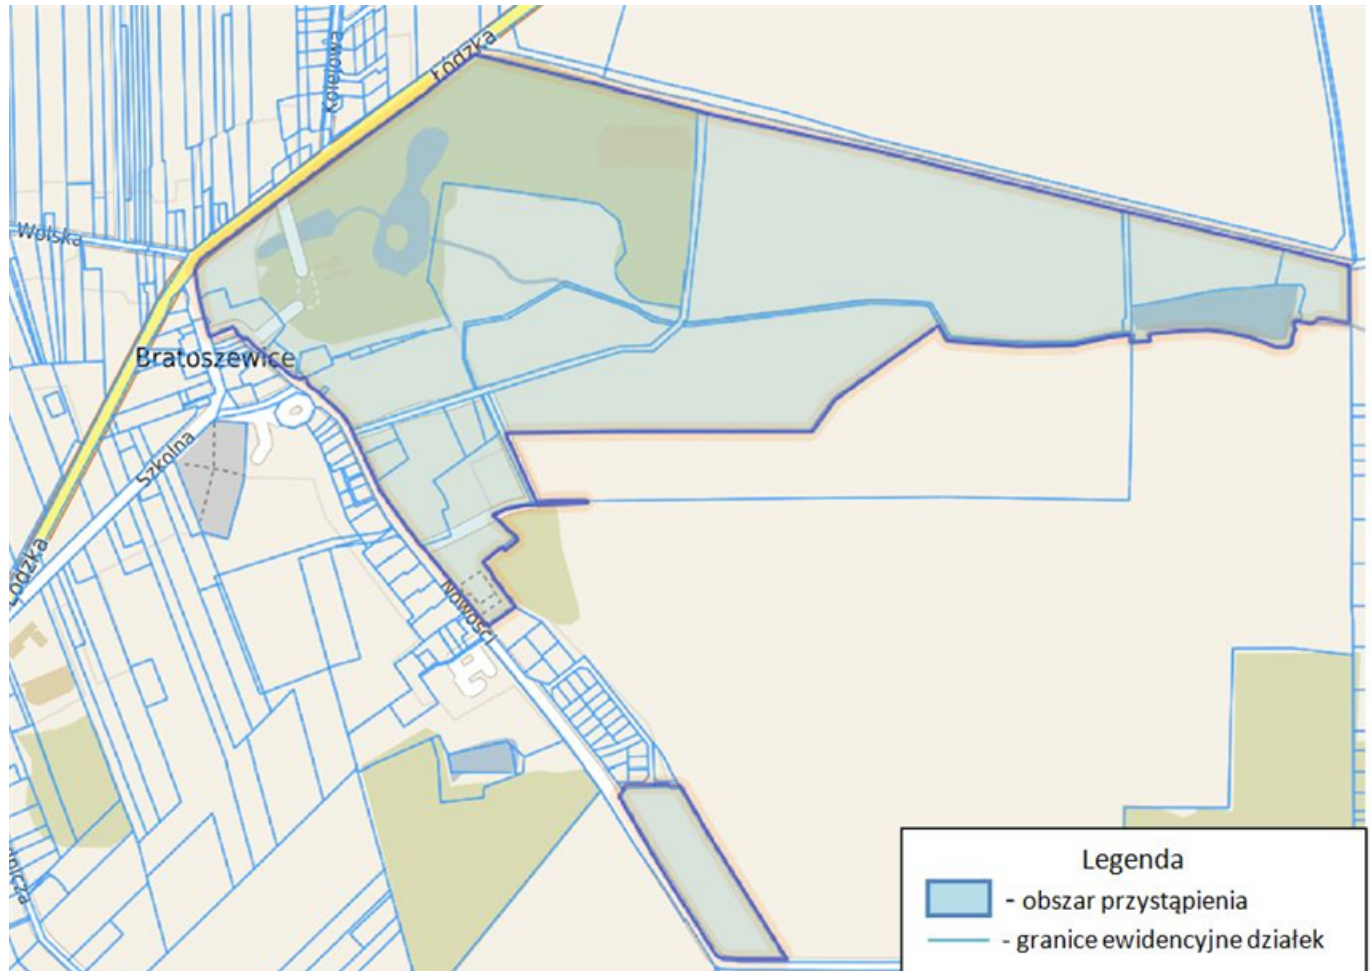 Łódzka
Kolejowa
Wolska
Bratoszewice
Szkolna
Łódzka
Nowości
Legenda
- obszar przystąpienia
- granice ewidencyjne działek